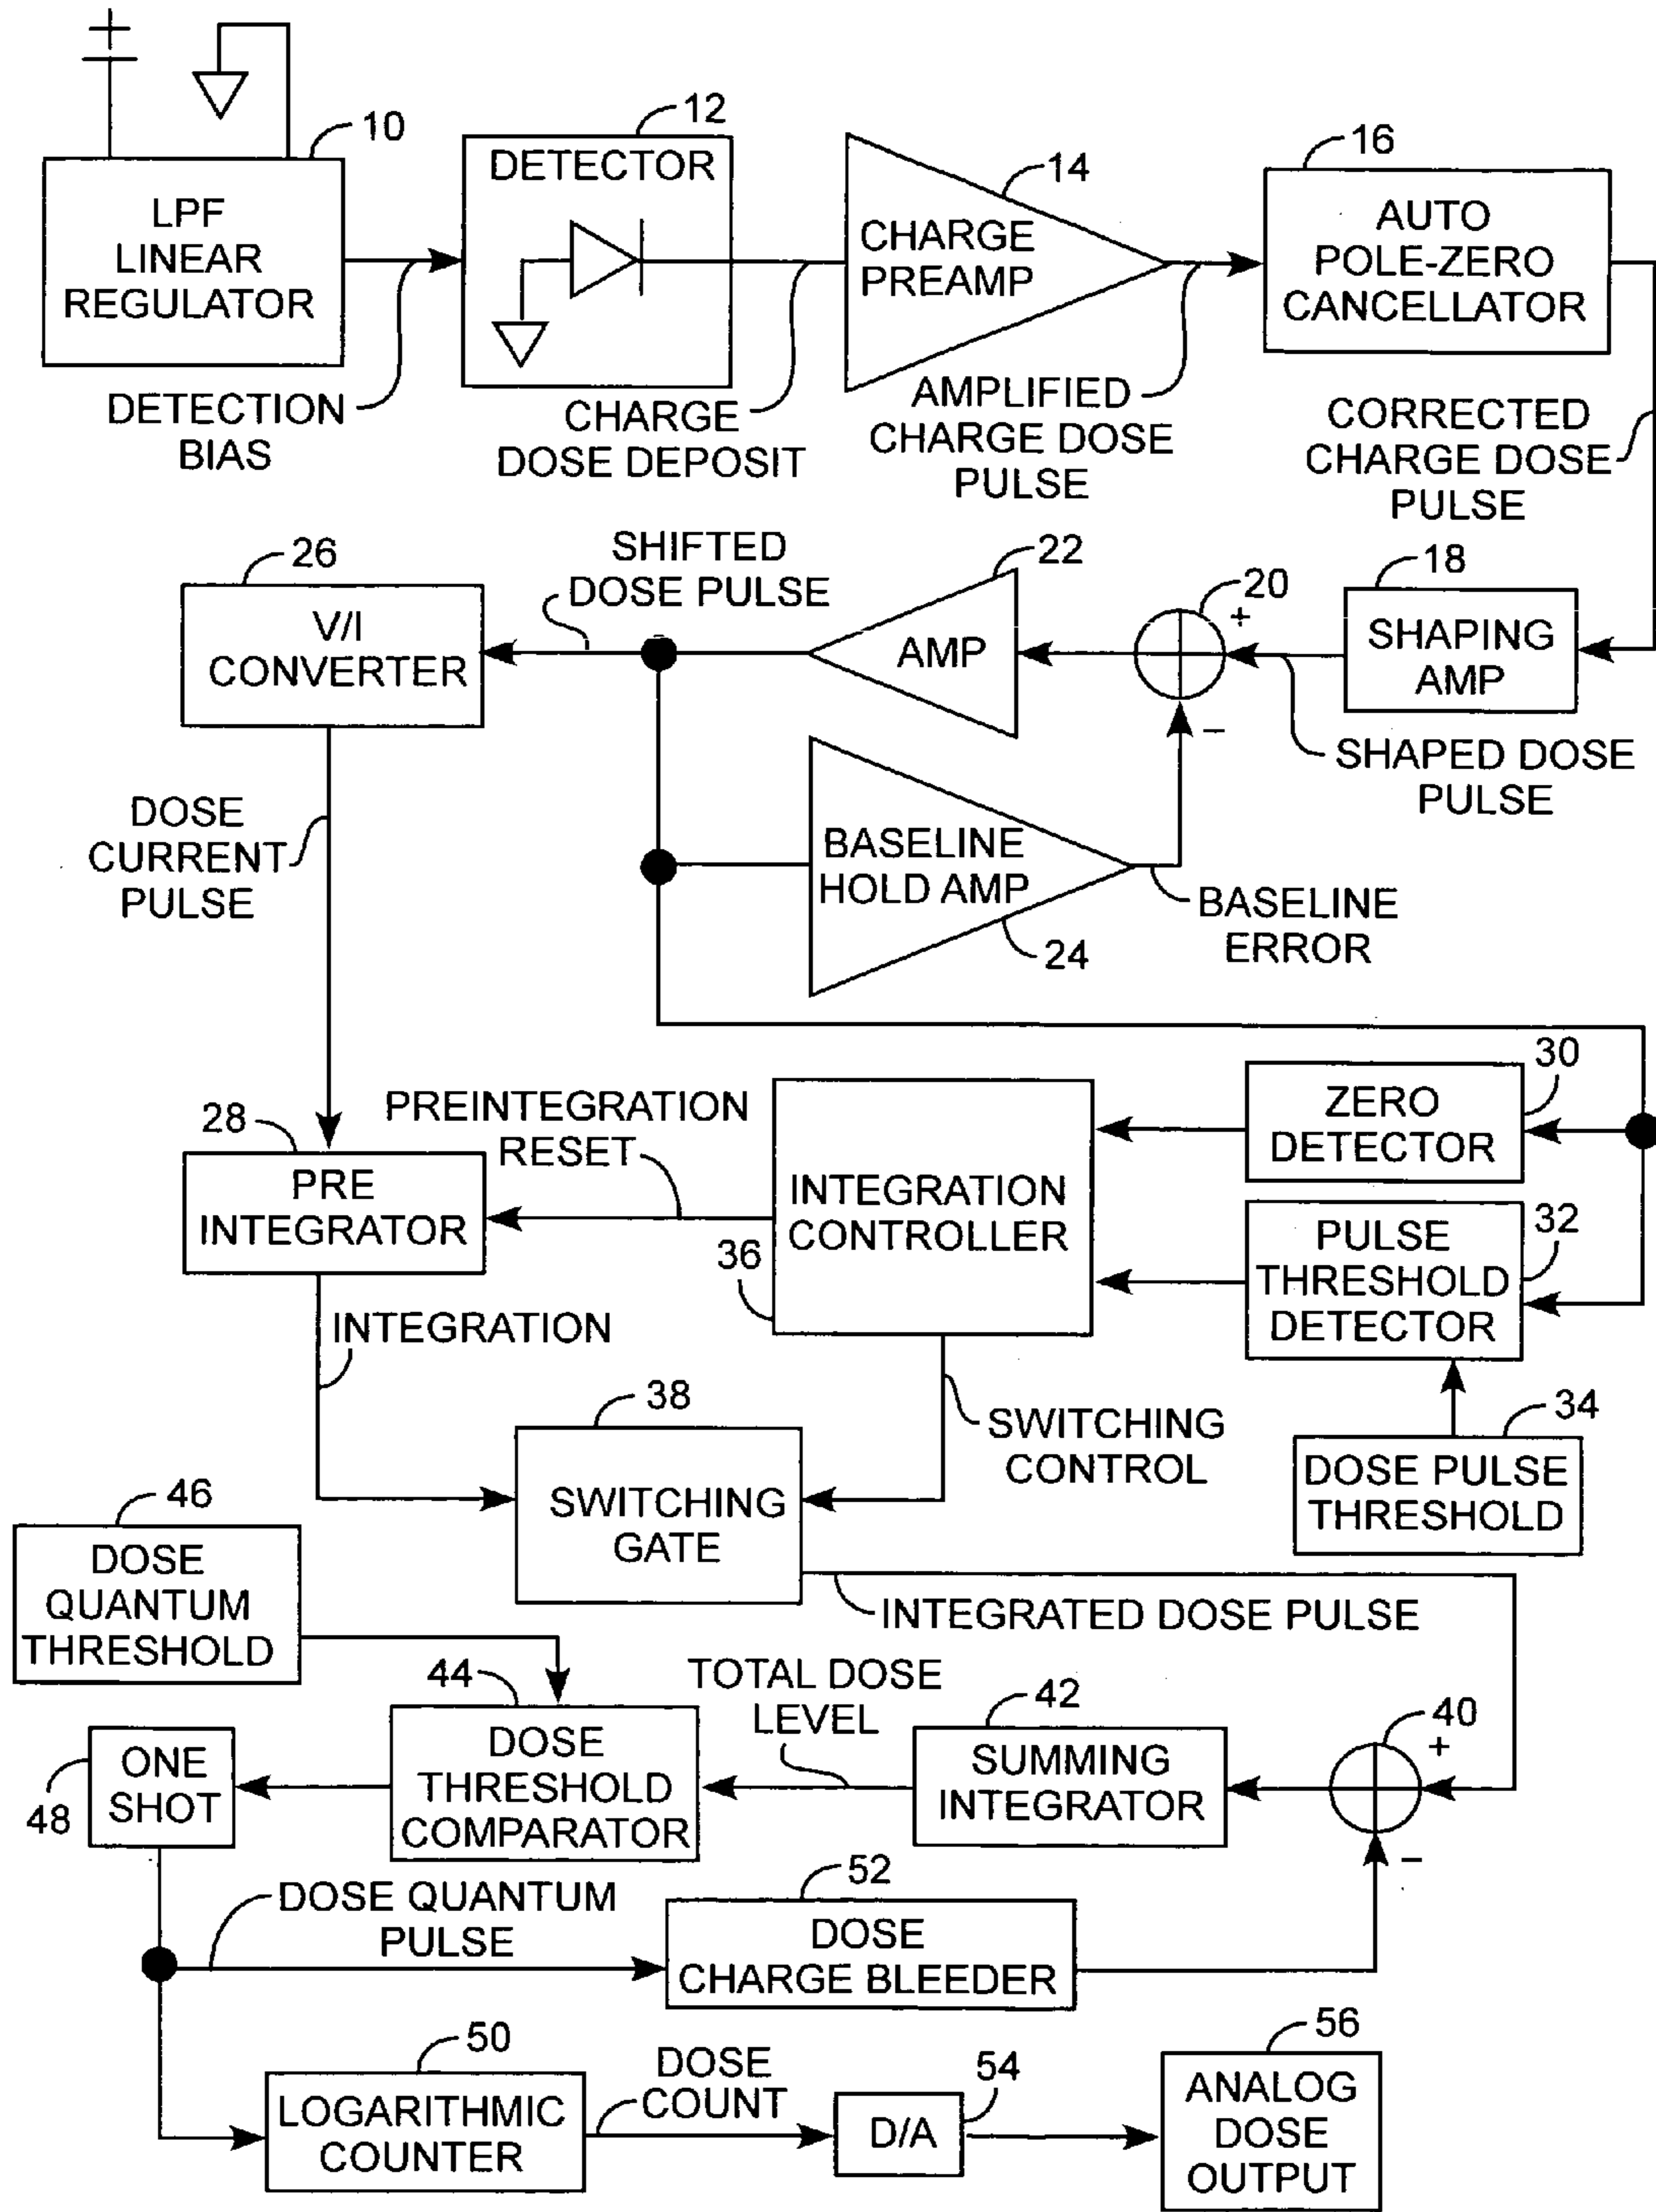 +
10
LPF
LINEAR
REGULATOR
DETECTION
BIAS
12
DETECTOR
CHARGE
DOSE DEPOSIT
14
CHARGE
PREAMP
AMPLIFIED
CHARGE DOSE
PULSE
16
AUTO
POLE-ZERO
CANCELLATOR
CORRECTED
CHARGE DOSE
PULSE
18
SHAPING
AMP
SHAPED DOSE
PULSE
20
+
−
22
AMP
SHIFTED
DOSE PULSE
26
V/I
CONVERTER
DOSE
CURRENT
PULSE
BASELINE
HOLD AMP
24
BASELINE
ERROR
30
ZERO
DETECTOR
32
PULSE
THRESHOLD
DETECTOR
34
DOSE PULSE
THRESHOLD
INTEGRATION
CONTROLLER
36
PREINTEGRATION
RESET
28
PRE
INTEGRATOR
INTEGRATION
SWITCHING
CONTROL
38
SWITCHING
GATE
INTEGRATED DOSE PULSE
46
DOSE
QUANTUM
THRESHOLD
40
+
−
42
SUMMING
INTEGRATOR
TOTAL DOSE
LEVEL
44
DOSE
THRESHOLD
COMPARATOR
48
ONE
SHOT
DOSE QUANTUM
PULSE
52
DOSE
CHARGE BLEEDER
50
LOGARITHMIC
COUNTER
DOSE
COUNT
54
D/A
56
ANALOG
DOSE
OUTPUT